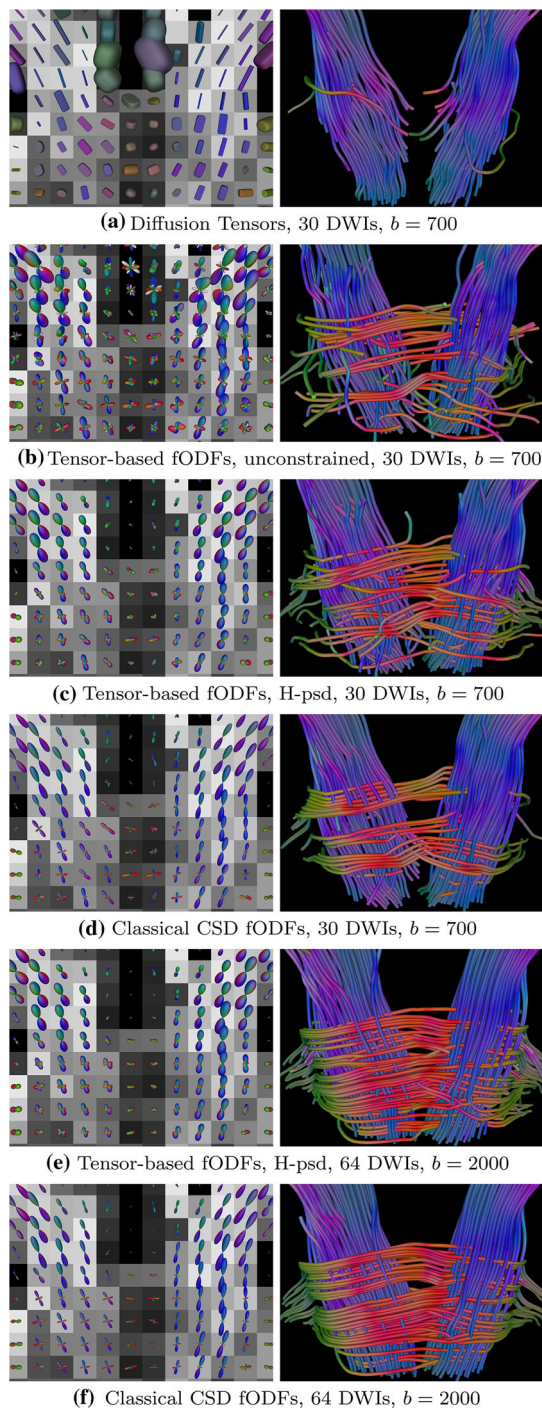 (a) Diffusion Tensors, 30 DWIs, b = 700
(b) Tensor-based fODFs, unconstrained, 30 DWIs, b = 700
(c) Tensor-based fODFs, H-psd, 30 DWIs, b = 700
(d) Classical CSD fODFs, 30 DWIs, b = 700
(e) Tensor-based fODFs, H-psd, 64 DWIs, b = 2000
(f) Classical CSD fODFs, 64 DWIs, b = 2000